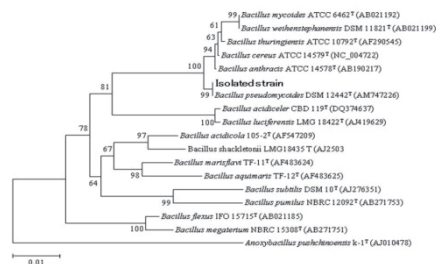 99
Bacillus mycoides ATCC 6462ᵀ (AB021192)
61
Bacillus weihenstephanensis DSM 11821ᵀ (AB021199)
63
Bacillus thuringiensis ATCC 10792ᵀ (AF290545)
94
Bacillus cereus ATCC 14579ᵀ (NC_004722)
100
Bacillus anthracis ATCC 14578ᵀ (AB190217)
Isolated strain
99
Bacillus pseudomycoides DSM 12442ᵀ (AM747226)
81
Bacillus acidiceler CBD 119ᵀ (DQ374637)
100
Bacillus luciferensis LMG 18422ᵀ (AJ419629)
78
97
Bacillus acidicola 105-2ᵀ (AF547209)
67
Bacillus shackletonii LMG18435 T (AJ2503
Bacillus marisflavi TF-11ᵀ (AF483624)
98
Bacillus aquimaris TF-12ᵀ (AF483625)
64
Bacillus subtilis DSM 10ᵀ (AJ276351)
99
Bacillus pumilus NBRC 12092ᵀ (AB271753)
Bacillus flexus IFO 15715ᵀ (AB021185)
100
Bacillus megaterium NBRC 15308ᵀ (AB271751)
Anoxybacillus pushchinoensis k-1ᵀ (AJ010478)
0.01